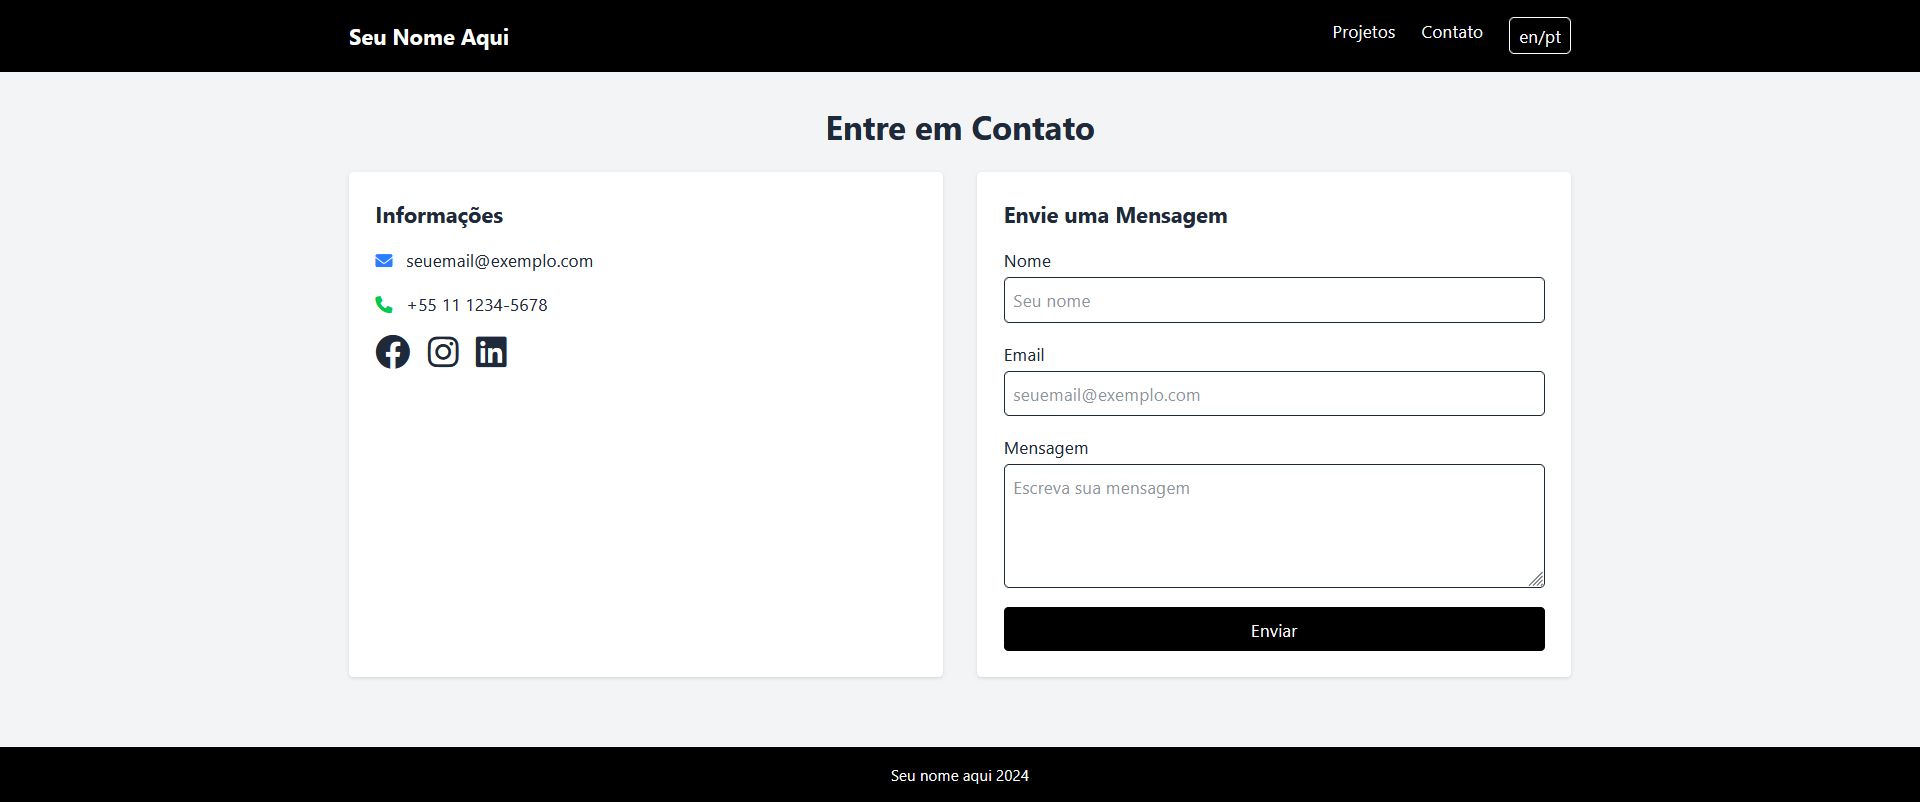 Seu Nome Aqui
Projetos
Contato
en/pt
Entre em Contato
Informações
seuemail@exemplo.com
+55 11 1234-5678
Envie uma Mensagem
Nome
Seu nome
Email
seuemail@exemplo.com
Mensagem
Escreva sua mensagem
Enviar
Seu nome aqui 2024